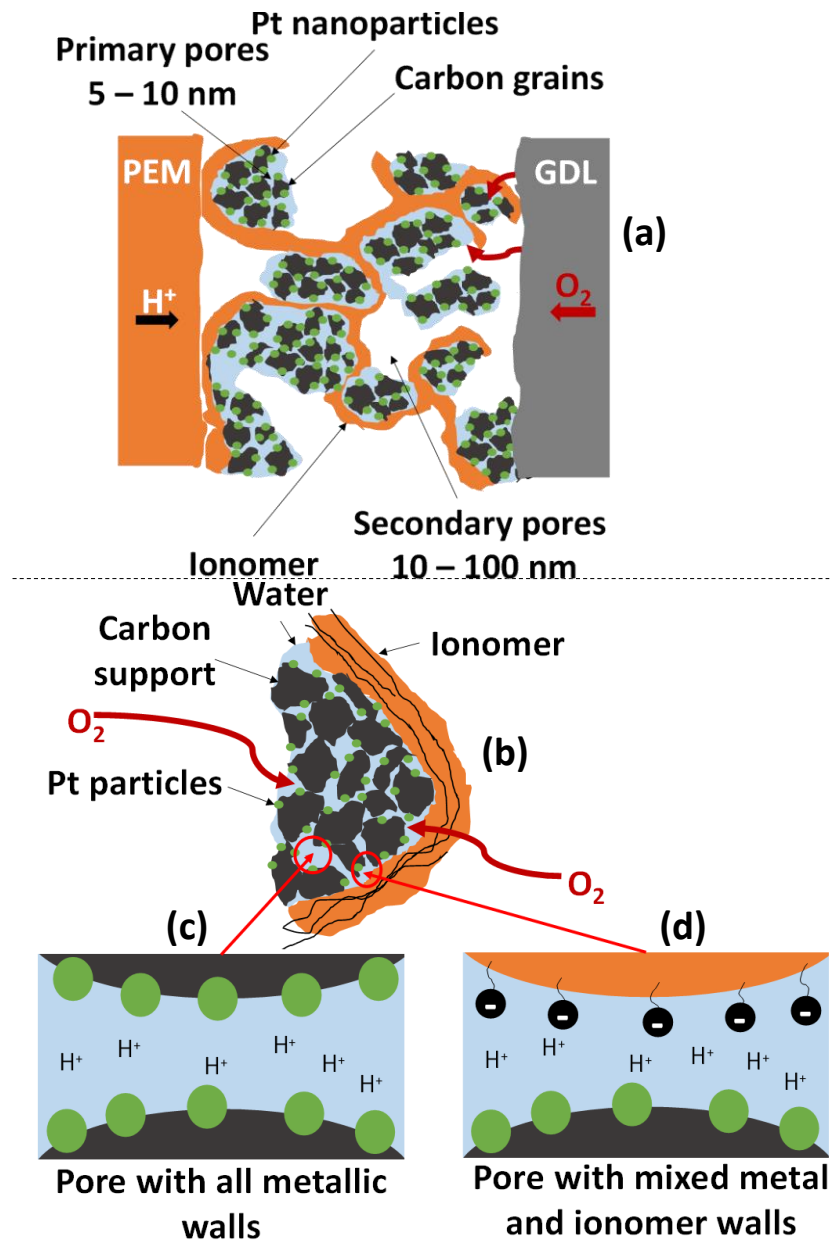 Pt nanoparticles
Primary pores
5 – 10 nm
Carbon grains
PEM
GDL
(a)
H+
O2
Secondary pores
10 – 100 nm
Ionomer
Water
Carbon
support
Ionomer
O2
(b)
Pt particles
O2
(c)
(d)
H+ H+ H+ H+ H+ H+
- - - - -
H+ H+ H+ H+ H+ H+
Pore with all metallic
walls
Pore with mixed metal
and ionomer walls